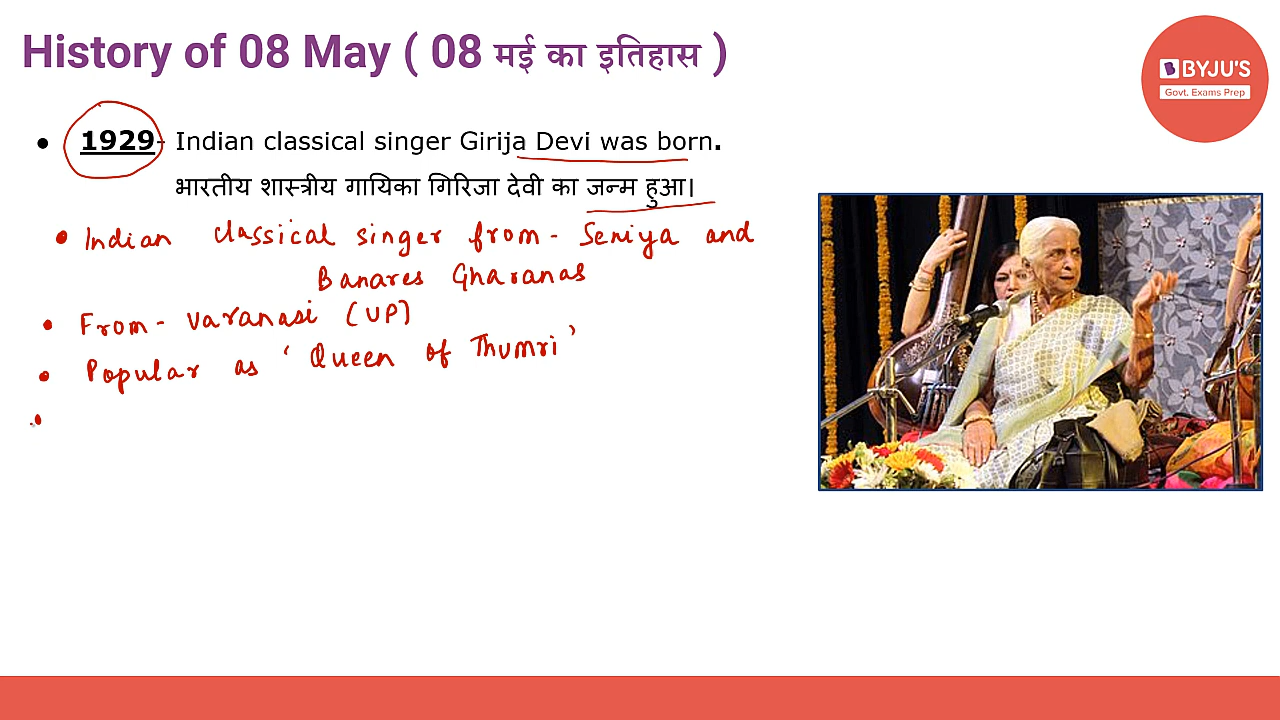 History of 08 May ( 08 मई का इतिहास )
BYJU'S
Govt. Exams Prep
• 1929- Indian classical singer Girija Devi was born.
भारतीय शास्त्रीय गायिका गिरिजा देवी का जन्म हुआ।
• Indian classical singer from - Seniya and
Banares Gharanas
• From - Varanasi (UP)
• Popular as ' Queen of Thumri '